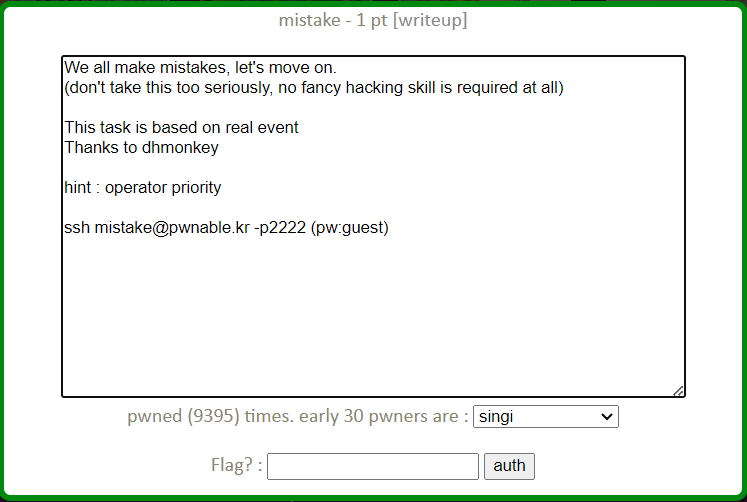 mistake - 1 pt [writeup]
We all make mistakes, let's move on.
(don't take this too seriously, no fancy hacking skill is required at all)
This task is based on real event
Thanks to dhmonkey
hint : operator priority
ssh mistake@pwnable.kr -p2222 (pw:guest)
pwned (9395) times. early 30 pwners are : singi
Flag? : auth